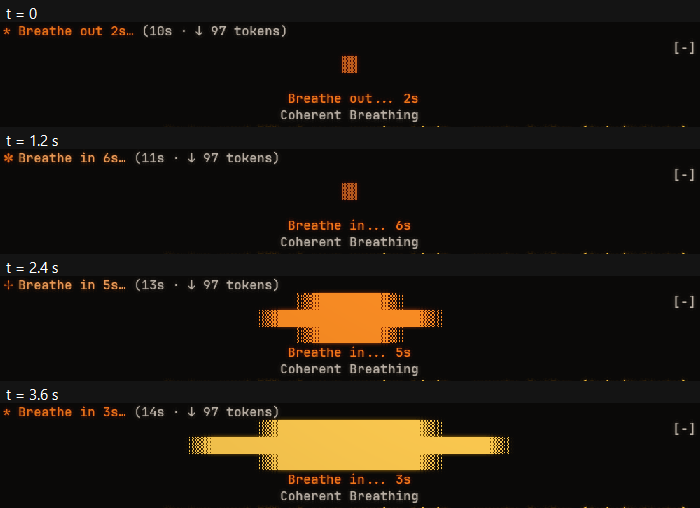 t = 0
* Breathe out 2s… (10s · ↓ 97 tokens)
[-]
Breathe out... 2s
Coherent Breathing
t = 1.2 s
✻ Breathe in 6s… (11s · ↓ 97 tokens)
[-]
Breathe in... 6s
Coherent Breathing
t = 2.4 s
✢ Breathe in 5s… (13s · ↓ 97 tokens)
[-]
Breathe in... 5s
Coherent Breathing
t = 3.6 s
* Breathe in 3s… (14s · ↓ 97 tokens)
[-]
Breathe in... 3s
Coherent Breathing